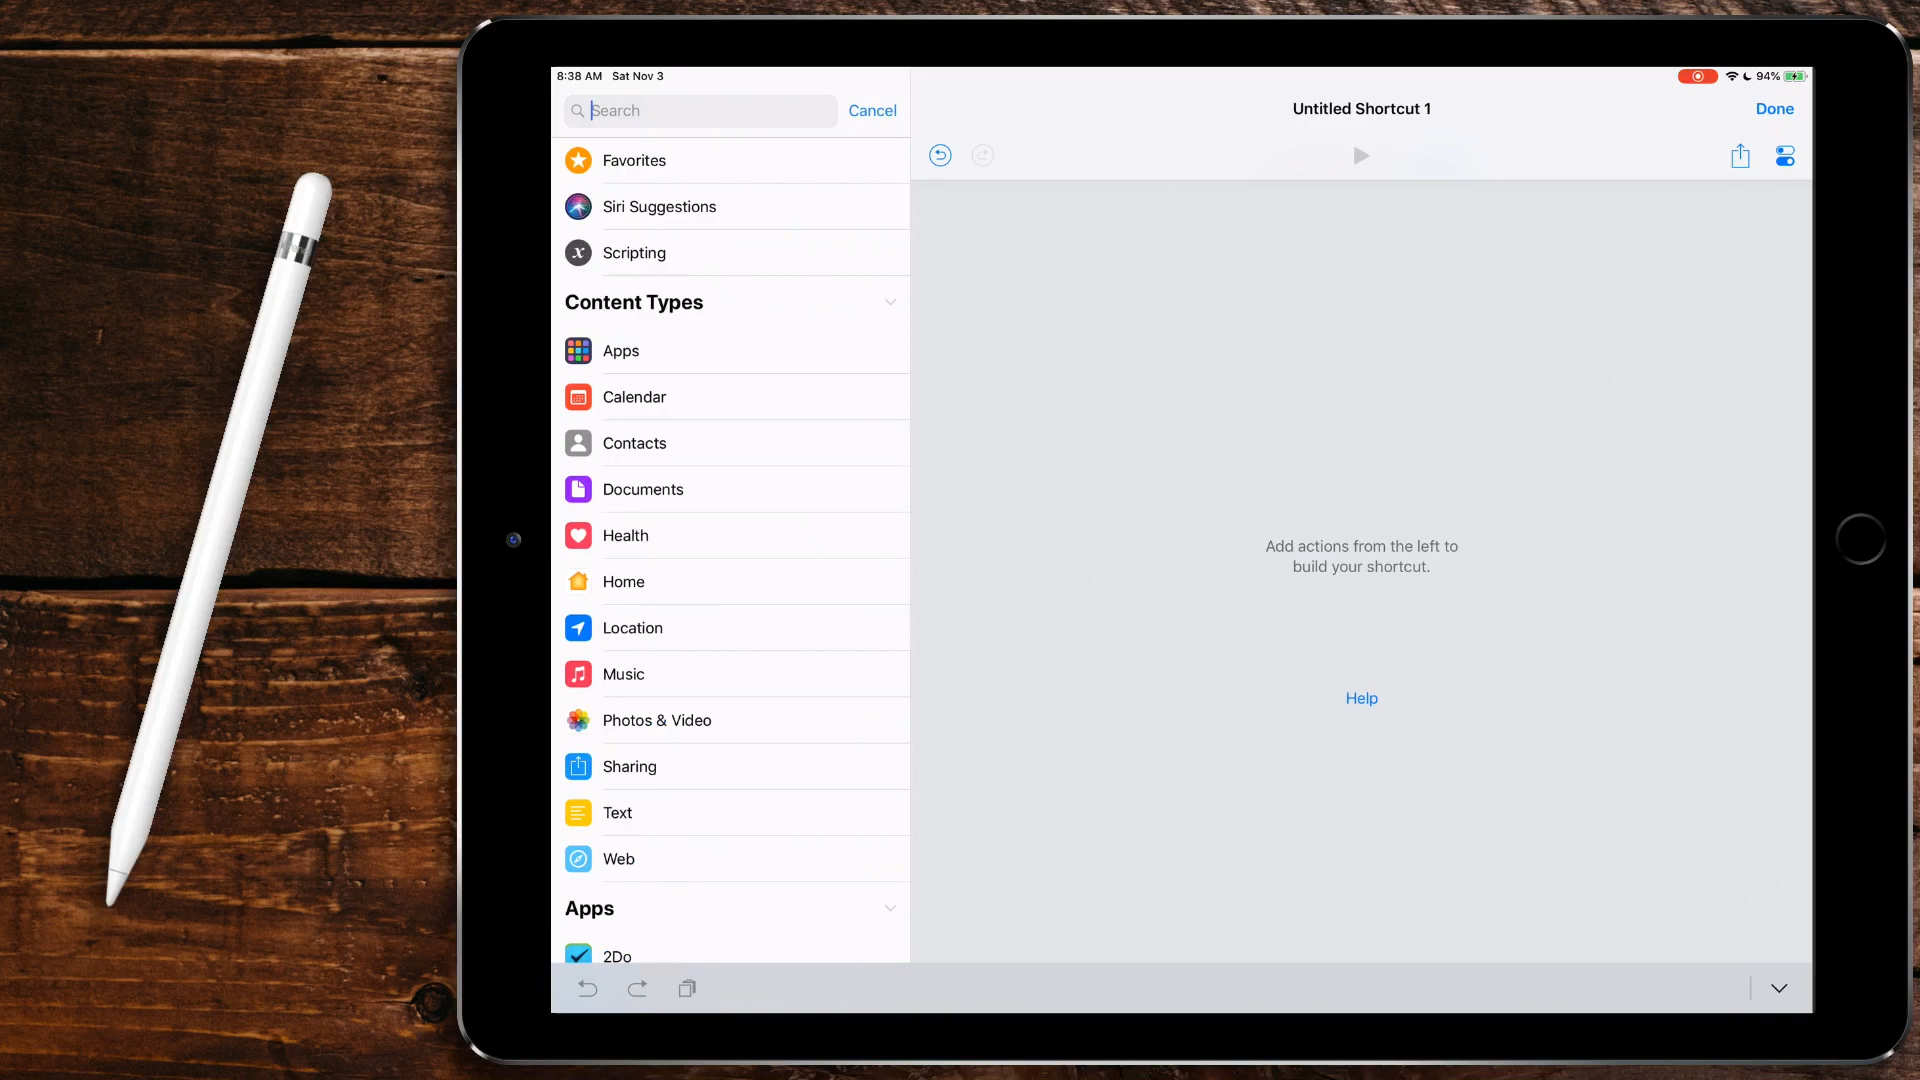 8:38 AM Sat Nov 3
94%
Search
Cancel
Untitled Shortcut 1
Done
Favorites
Siri Suggestions
Scripting
Content Types
Apps
Calendar
Contacts
Documents
Health
Home
Location
Music
Photos & Video
Sharing
Text
Web
Apps
2Do
Add actions from the left to
build your shortcut.
Help